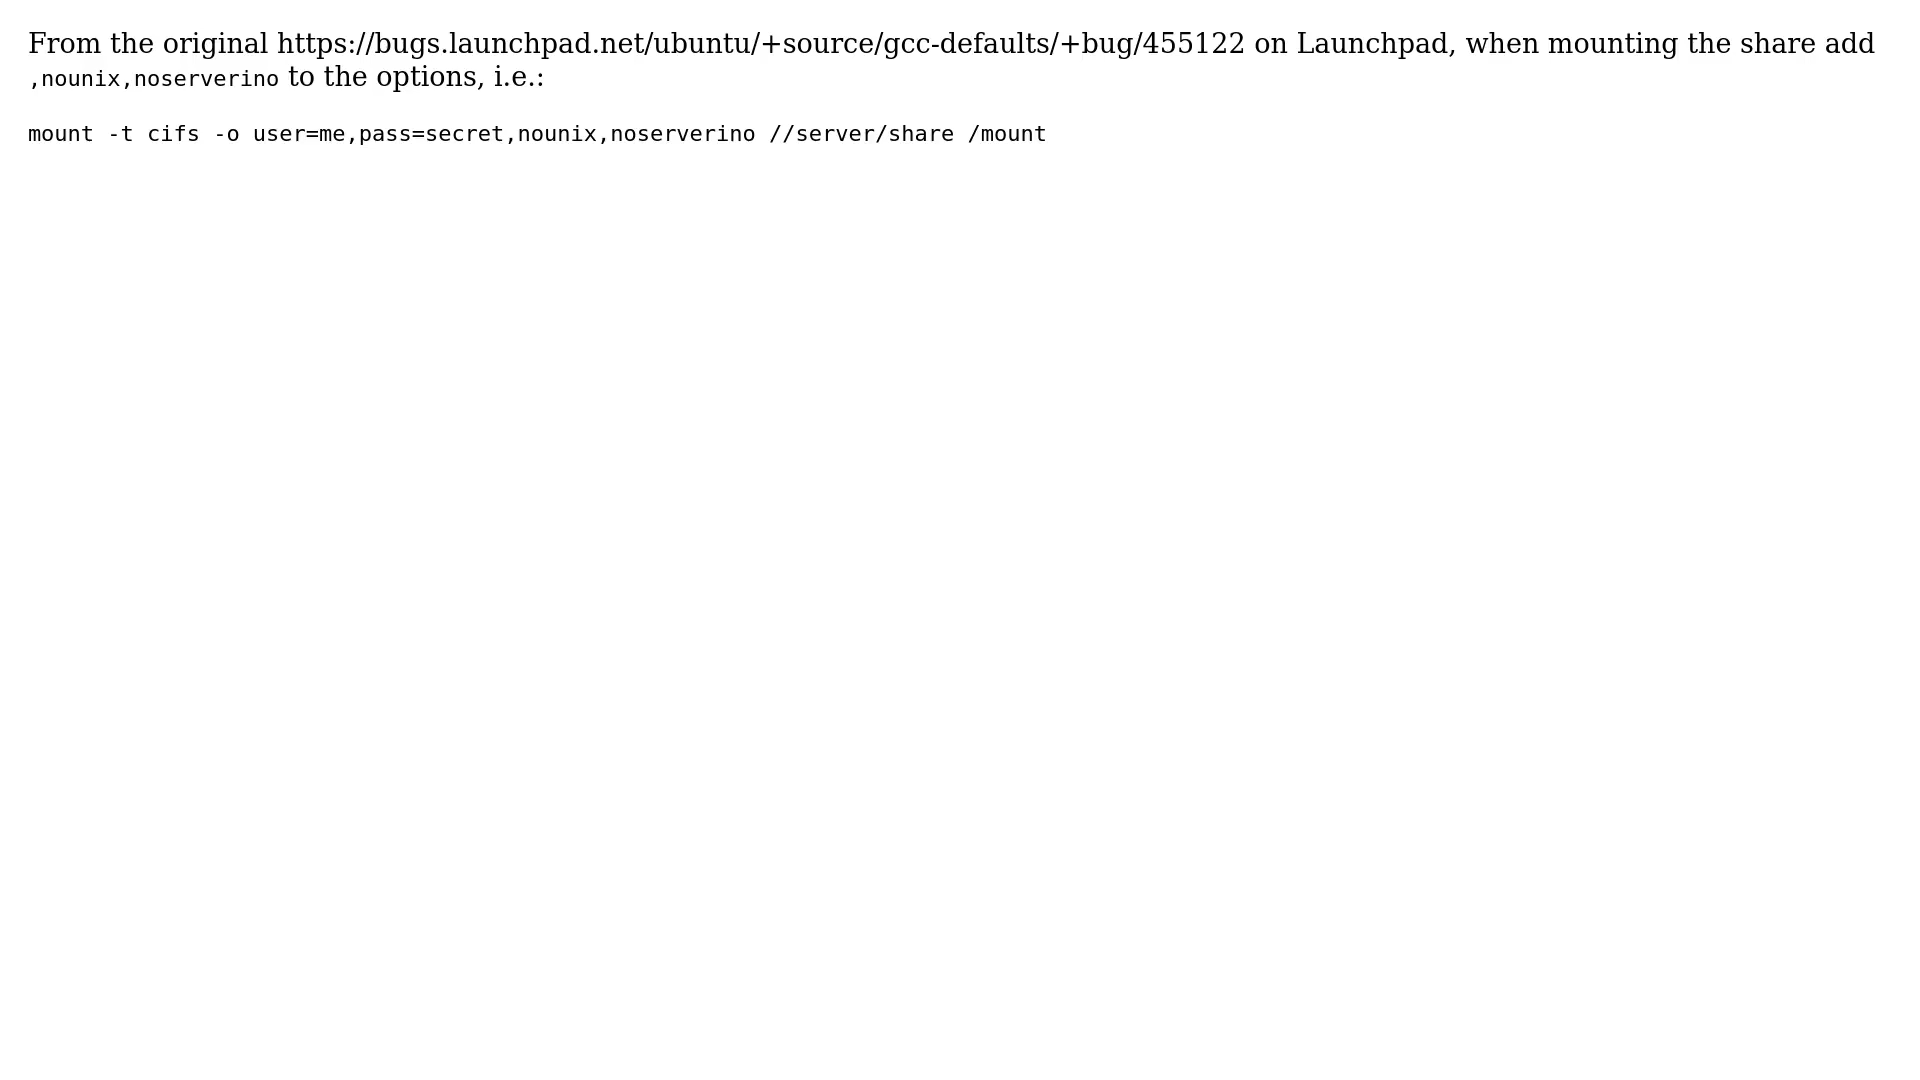 From the original https://bugs.launchpad.net/ubuntu/+source/gcc-defaults/+bug/455122 on Launchpad, when mounting the share add
,nounix,noserverino to the options, i.e.:
mount -t cifs -o user=me,pass=secret,nounix,noserverino //server/share /mount